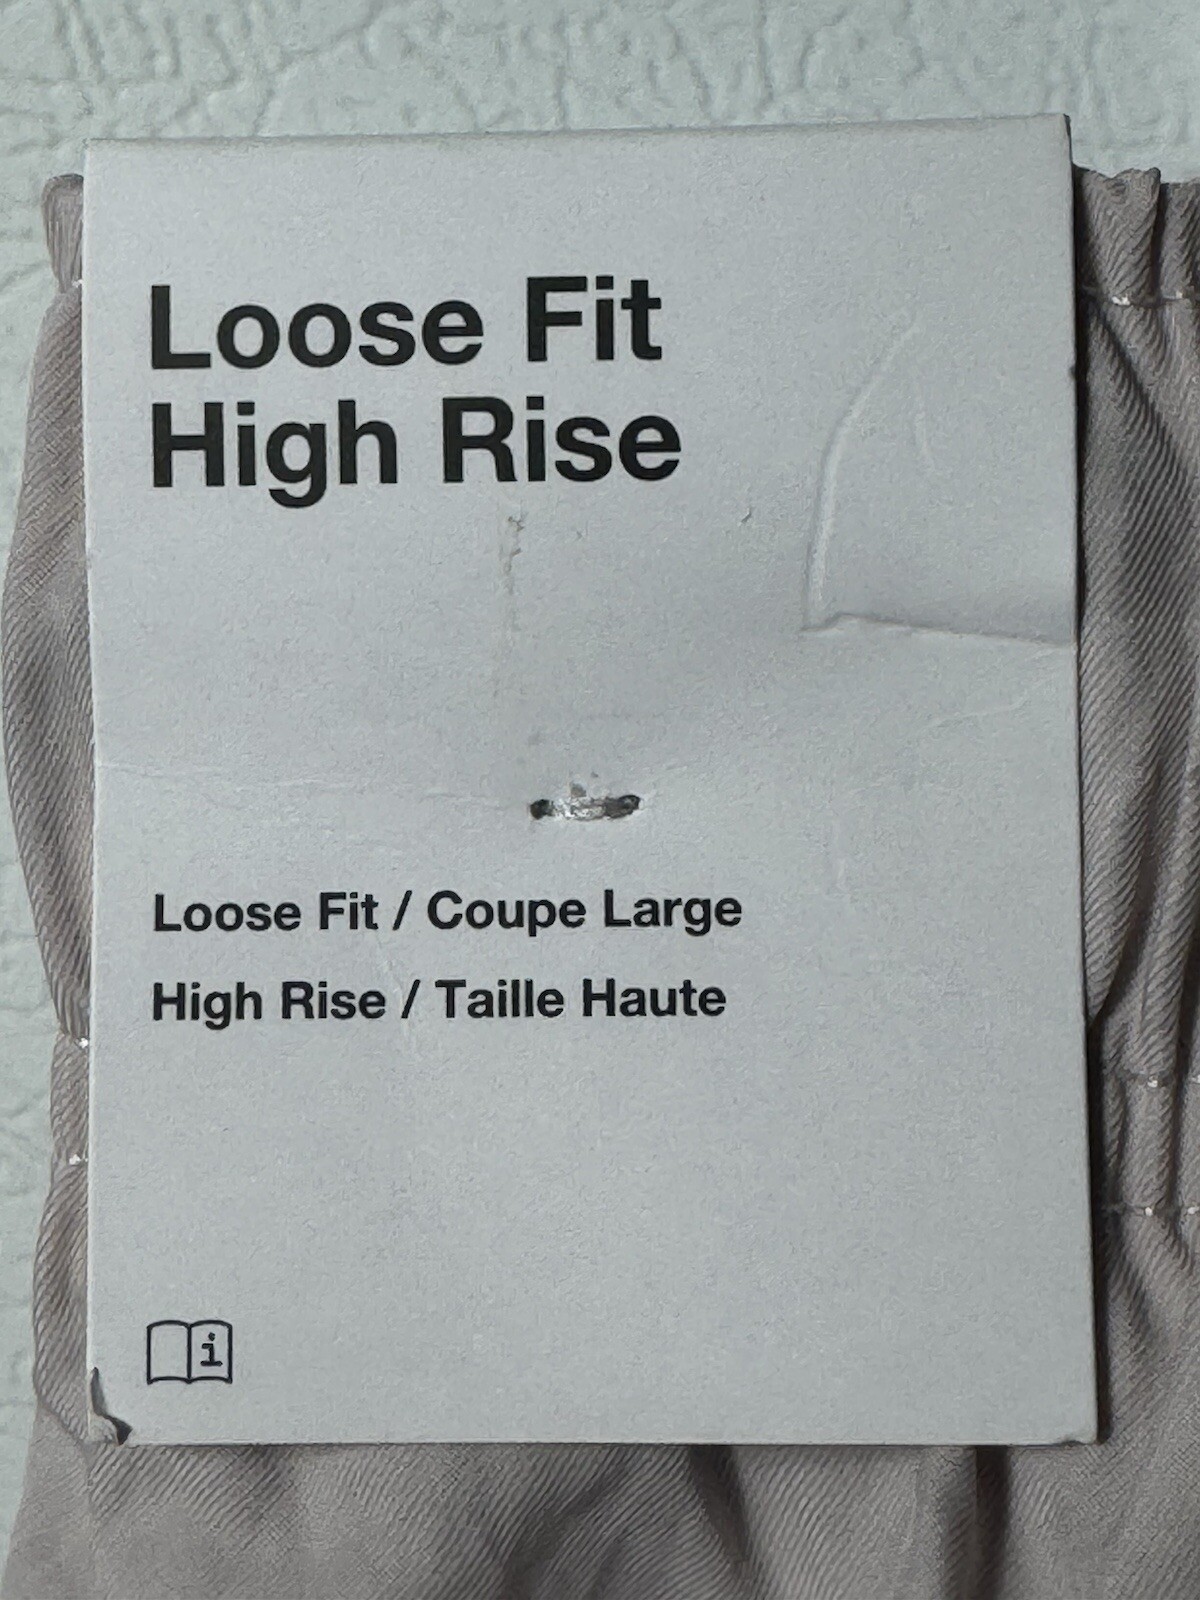 Loose Fit
High Rise
Loose Fit / Coupe Large
High Rise / Taille Haute
i